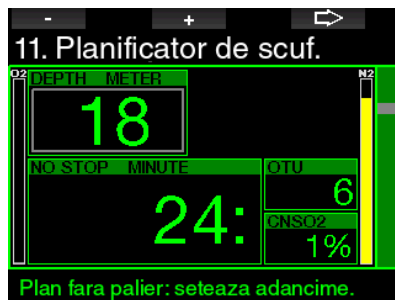 - +
11. Planificator de scuf.
O2 DEPTH METER N2
18
NO STOP MINUTE OTU
6
24:
CNSO2
1%
Plan fara palier: seteaza adancime.